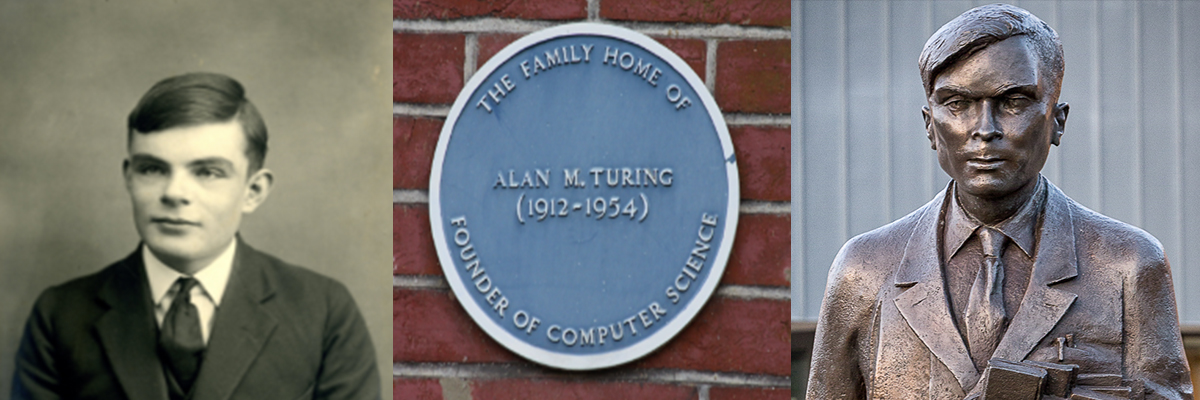 THE FAMILY HOME OF
ALAN M. TURING
(1912-1954)
FOUNDER OF COMPUTER SCIENCE